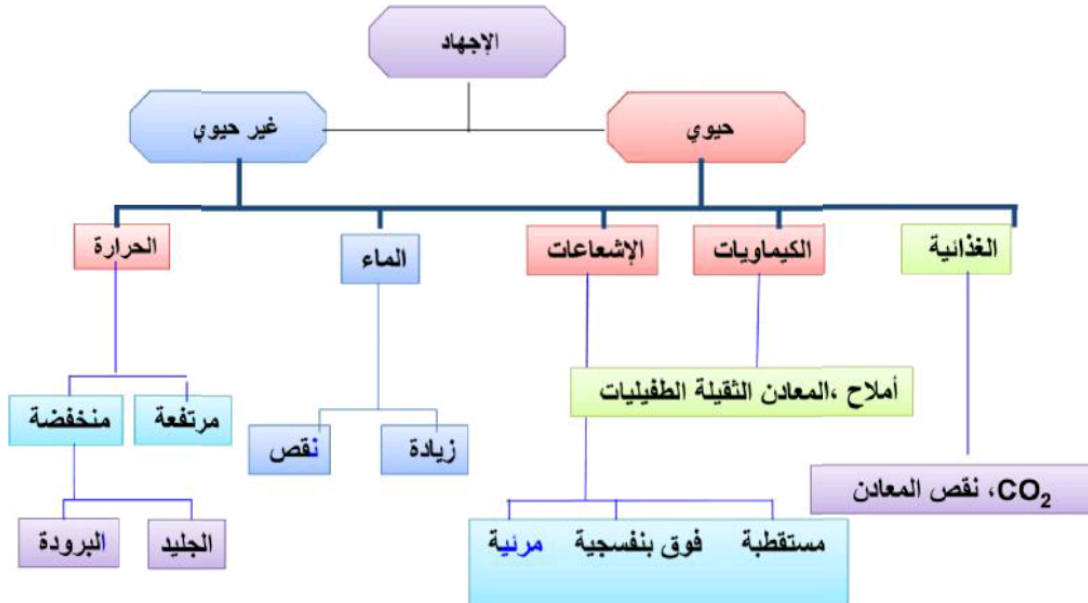 الإجهاد
حيوي
غير حيوي
الغذائية
الكيماويات
الإشعاعات
الماء
الحرارة
أملاح ،المعادن الثقيلة الطفيليات
مرتفعة
منخفضة
زيادة
نقص
CO₂، نقص المعادن
مستقطبة
فوق بنفسجية
مرئية
الجليد
البرودة